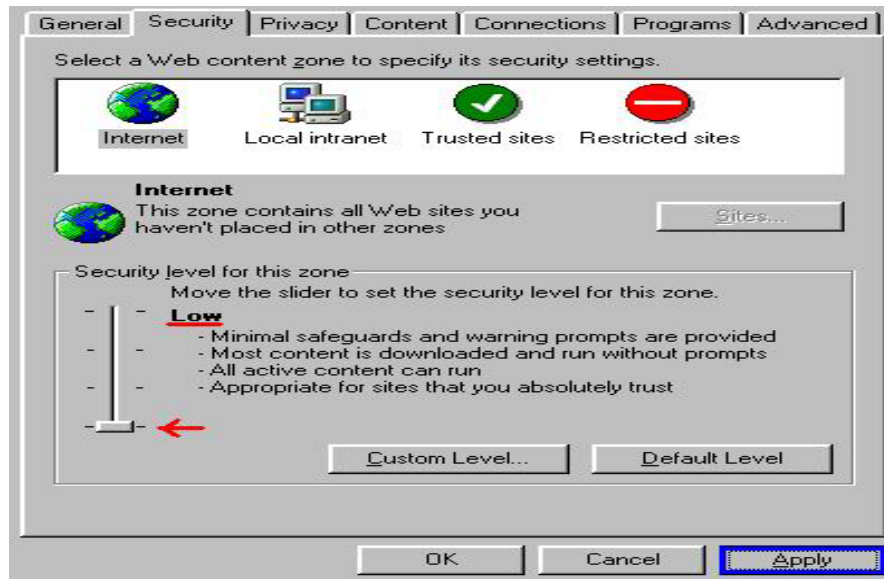 General Security Privacy Content Connections Programs Advanced
Select a Web content zone to specify its security settings.
Internet Local intranet Trusted sites Restricted sites
Internet
This zone contains all Web sites you
haven't placed in other zones
Sites...
Security level for this zone
Move the slider to set the security level for this zone.
Low
- Minimal safeguards and warning prompts are provided
- Most content is downloaded and run without prompts
- All active content can run
- Appropriate for sites that you absolutely trust
Custom Level... Default Level
OK Cancel Apply